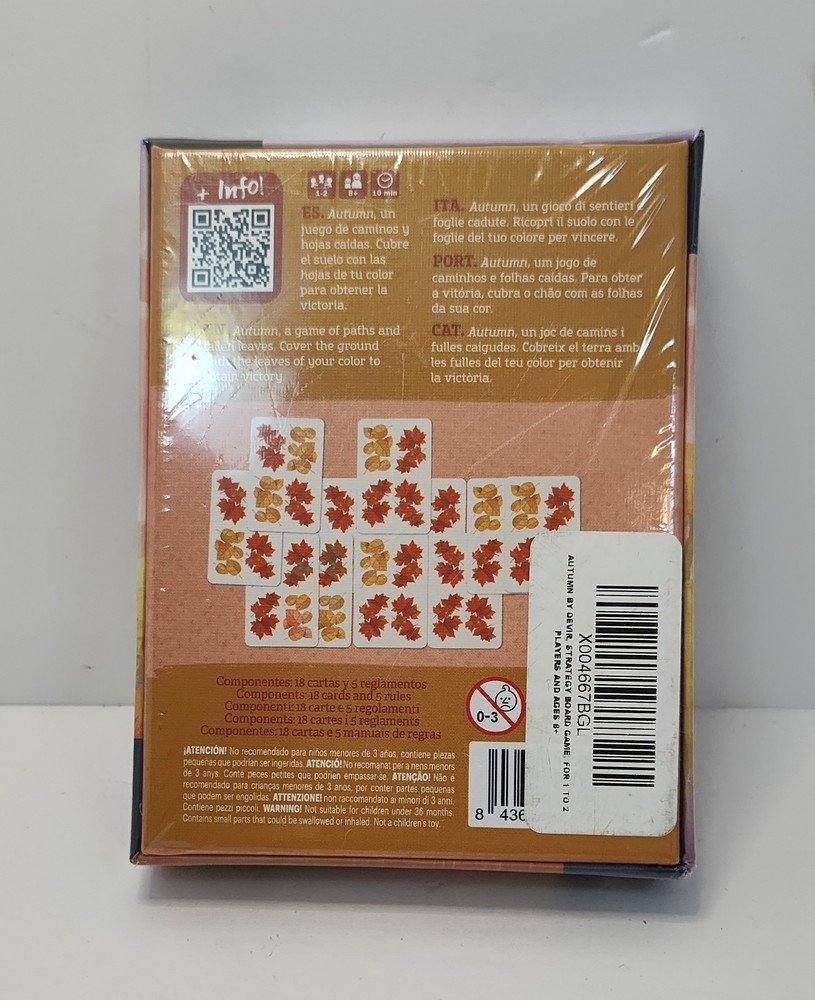 + Info!
1-2
8+
10 min
ES. Autumn, un
juego de caminos y
hojas caídas. Cubre
el suelo con las
hojas de tu color
para obtener la
victoria.
Autumn, a game of paths and
leaves. Cover the ground
the leaves of your color to
victory
ITA. Autumn, un gioco di sentieri e
foglie cadute. Ricopri il suolo con le
foglie del tuo colore per vincere.
PORT. Autumn, um jogo de
caminhos e folhas caídas. Para obter
a vitória, cubra o chão com as folhas
da sua cor.
CAT. Autumn, un joc de camins i
fulles caigudes. Cobreix el terra amb
les fulles del teu color per obtenir
la victòria.
Componentes: 18 cartas y 5 reglamentos
Components: 18 cards and 5 rules
Componenti: 18 carte e 5 regolamenti
Components: 18 cartes i 5 reglaments
Componentes: 18 cartas e 5 manuais de regras
¡ATENCIÓN! No recomendado para niños menores de 3 años, contiene piezas
pequeñas que podrían ser ingeridas. ATENCIÓ! No recomanat per a nens menors
de 3 anys. Conté peces petites que podrien empassar-se. ATENÇÃO! Não é
recomendado para crianças menores de 3 anos, por conter partes pequenas
que podem ser engolidas. ATTENZIONE! non raccomandato ai minori di 3 anni.
Contiene pezzi piccoli. WARNING! Not suitable for children under 36 months.
Contains small parts that could be swallowed or inhaled. Not a children's toy.
0-3
8 436
X004667BGL
AUTUMN BY DEVIR, STRATEGY BOARD GAME, FOR 1 TO 2
PLAYERS AND AGES 8+